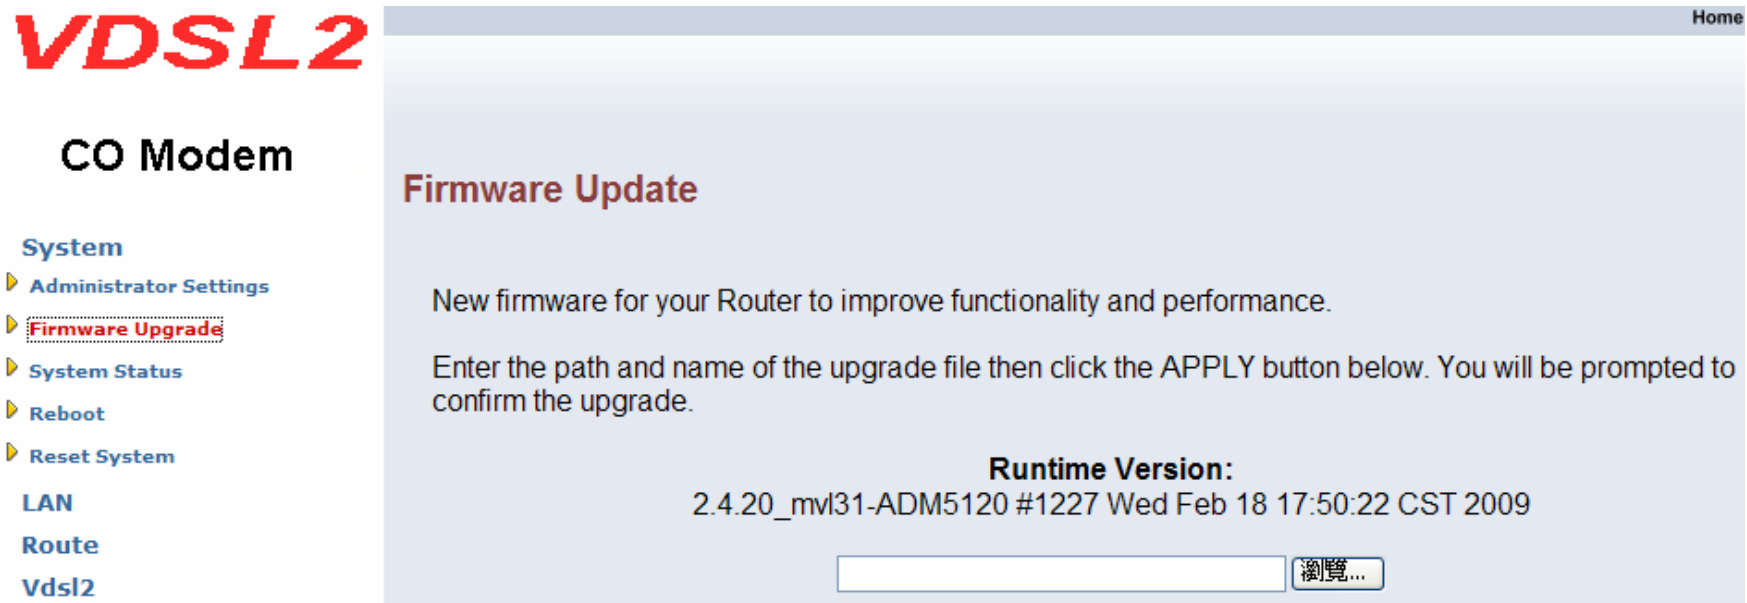 VDSL2
Home
CO Modem
Firmware Update
System
Administrator Settings
Firmware Upgrade
System Status
Reboot
Reset System
LAN
Route
Vdsl2
New firmware for your Router to improve functionality and performance.
Enter the path and name of the upgrade file then click the APPLY button below. You will be prompted to
confirm the upgrade.
Runtime Version:
2.4.20_mvl31-ADM5120 #1227 Wed Feb 18 17:50:22 CST 2009
瀏覽...